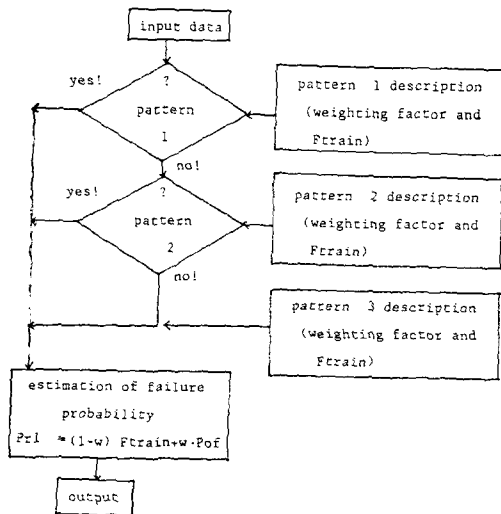 input data
yes!
?
pattern
1
pattern 1 description
(weighting factor and
Ftrain)
no!
yes!
?
pattern
2
pattern 2 description
(weighting factor and
Ftrain)
no!
pattern 3 description
(weighting factor and
Ftrain)
estimation of failure
probability
Pr1 =(1-w) Ftrain+w·Pof
output